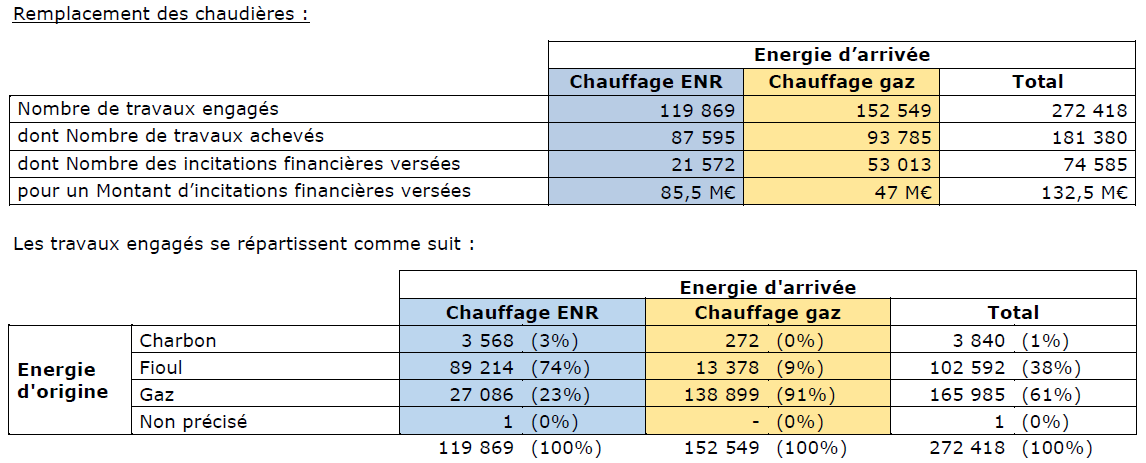 Remplacement des chaudières :
Energie d’arrivée
Chauffage ENR Chauffage gaz Total
Nombre de travaux engagés 119 869 152 549 272 418
dont Nombre de travaux achevés 87 595 93 785 181 380
dont Nombre des incitations financières versées 21 572 53 013 74 585
pour un Montant d’incitations financières versées 85,5 M€ 47 M€ 132,5 M€
Les travaux engagés se répartissent comme suit :
Energie d'arrivée
Chauffage ENR Chauffage gaz Total
Energie d'origine
Charbon 3 568 (3%) 272 (0%) 3 840 (1%)
Fioul 89 214 (74%) 13 378 (9%) 102 592 (38%)
Gaz 27 086 (23%) 138 899 (91%) 165 985 (61%)
Non précisé 1 (0%) - (0%) 1 (0%)
119 869 (100%) 152 549 (100%) 272 418 (100%)